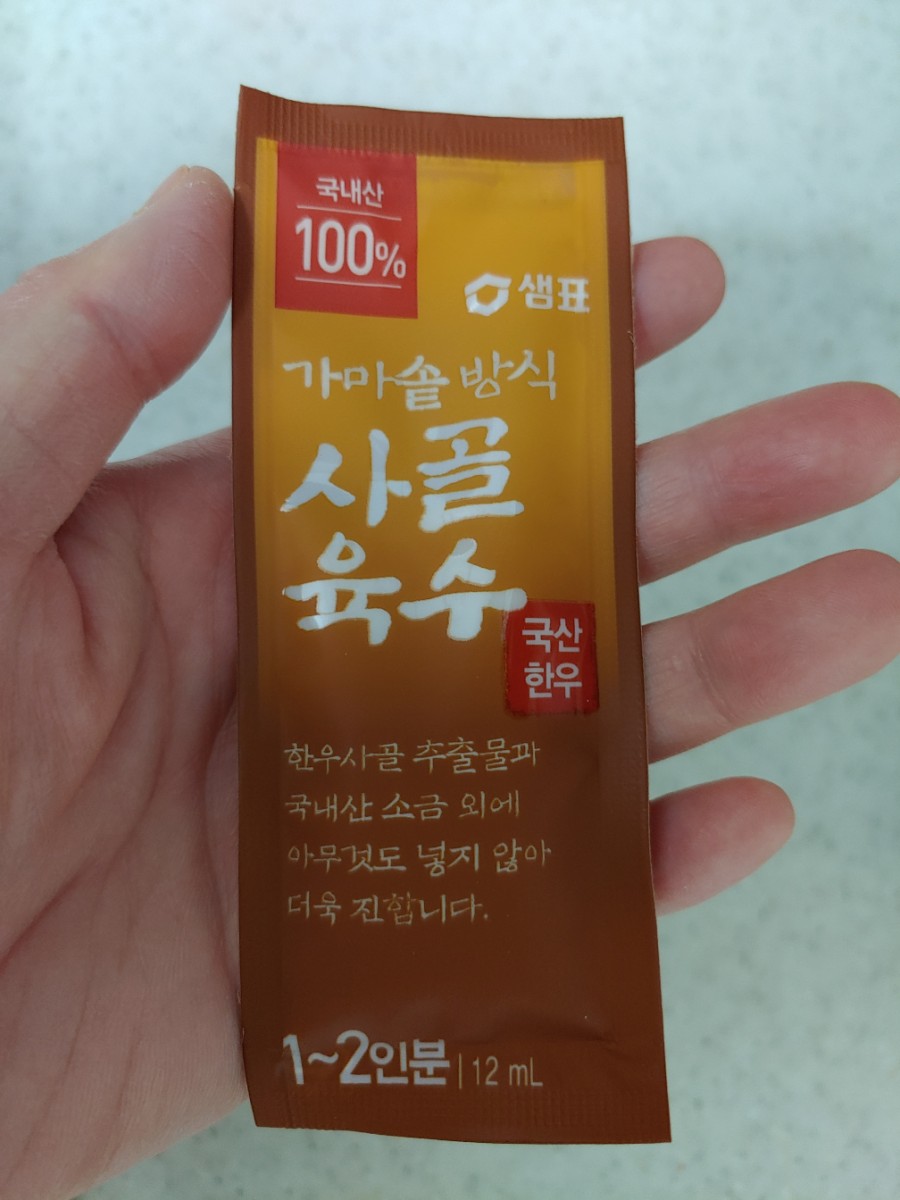 국내산
100%
샘표
가마솥 방식
사골
육수
국산
한우
한우사골 추출물과
국내산 소금 외에
아무것도 넣지 않아
더욱 진합니다.
1~2인분 | 12 mL